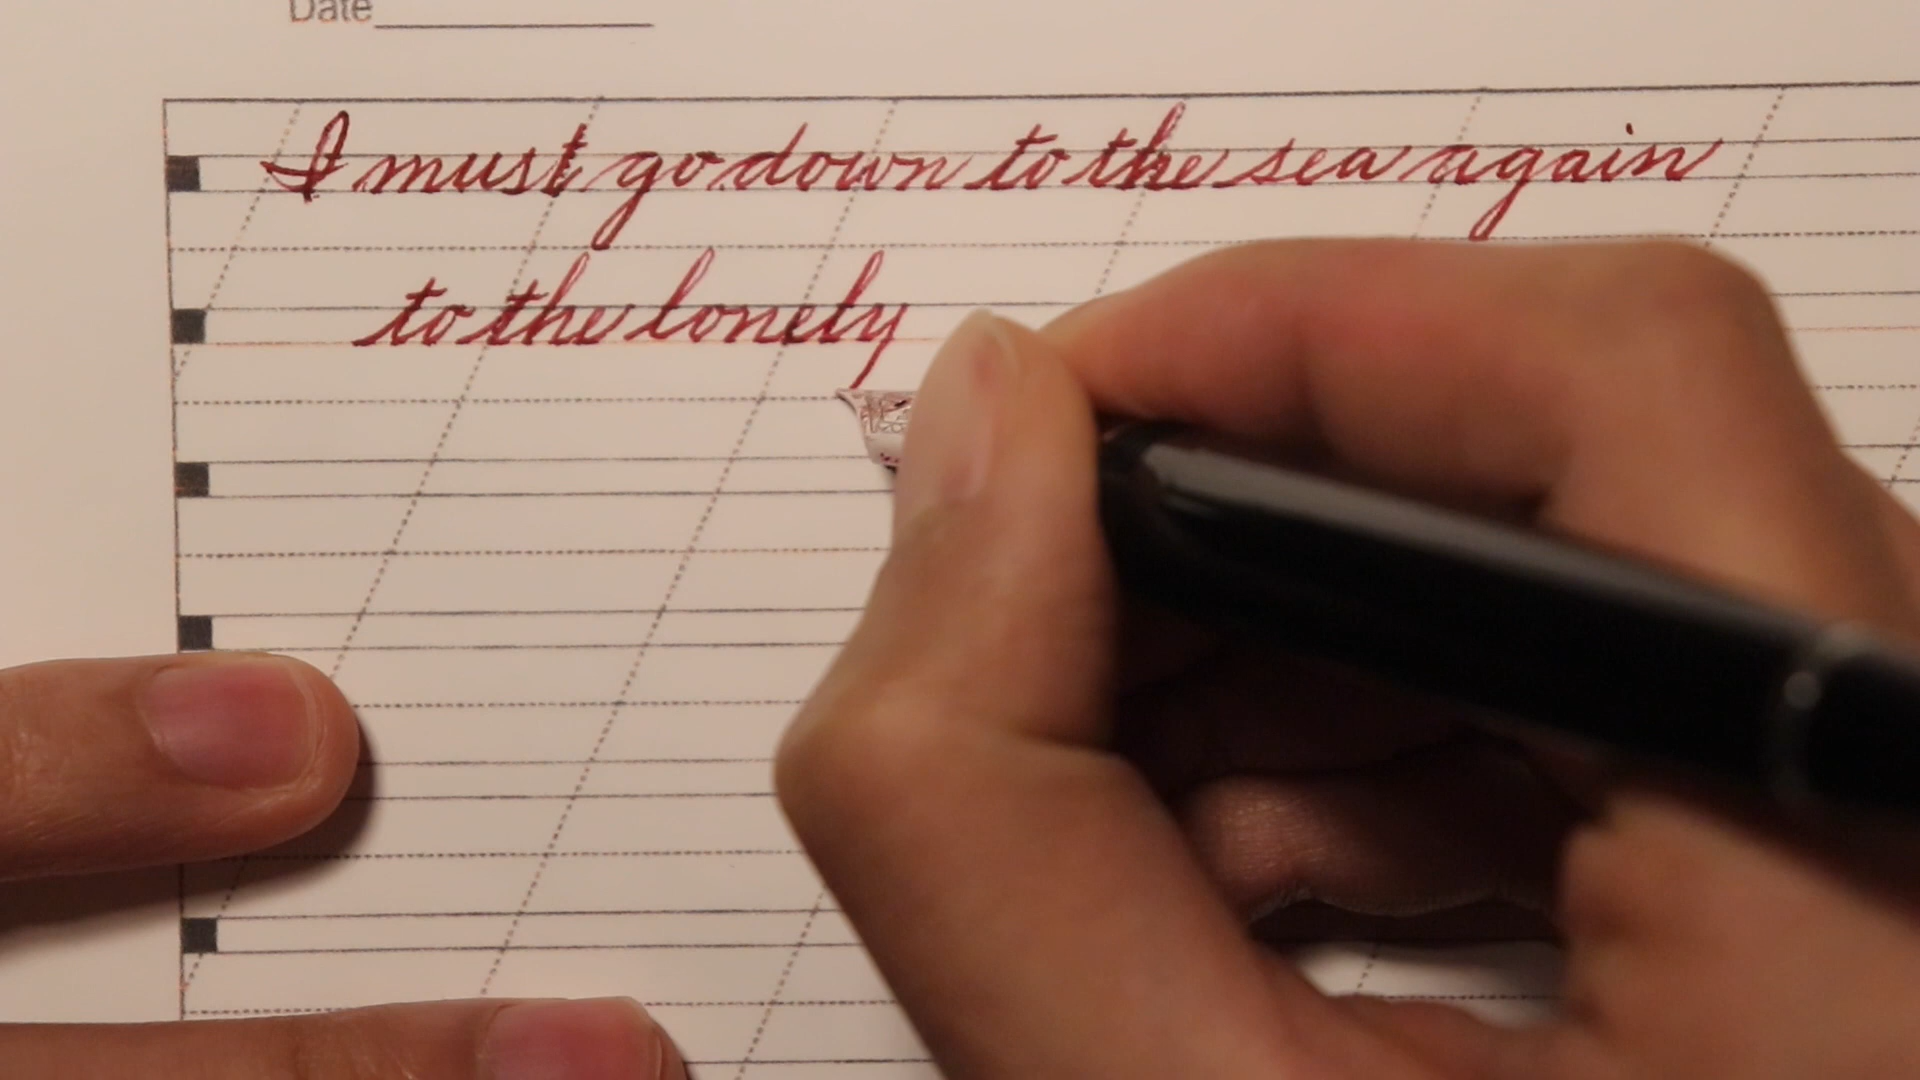 Date
I must go down to the sea again
to the lonely